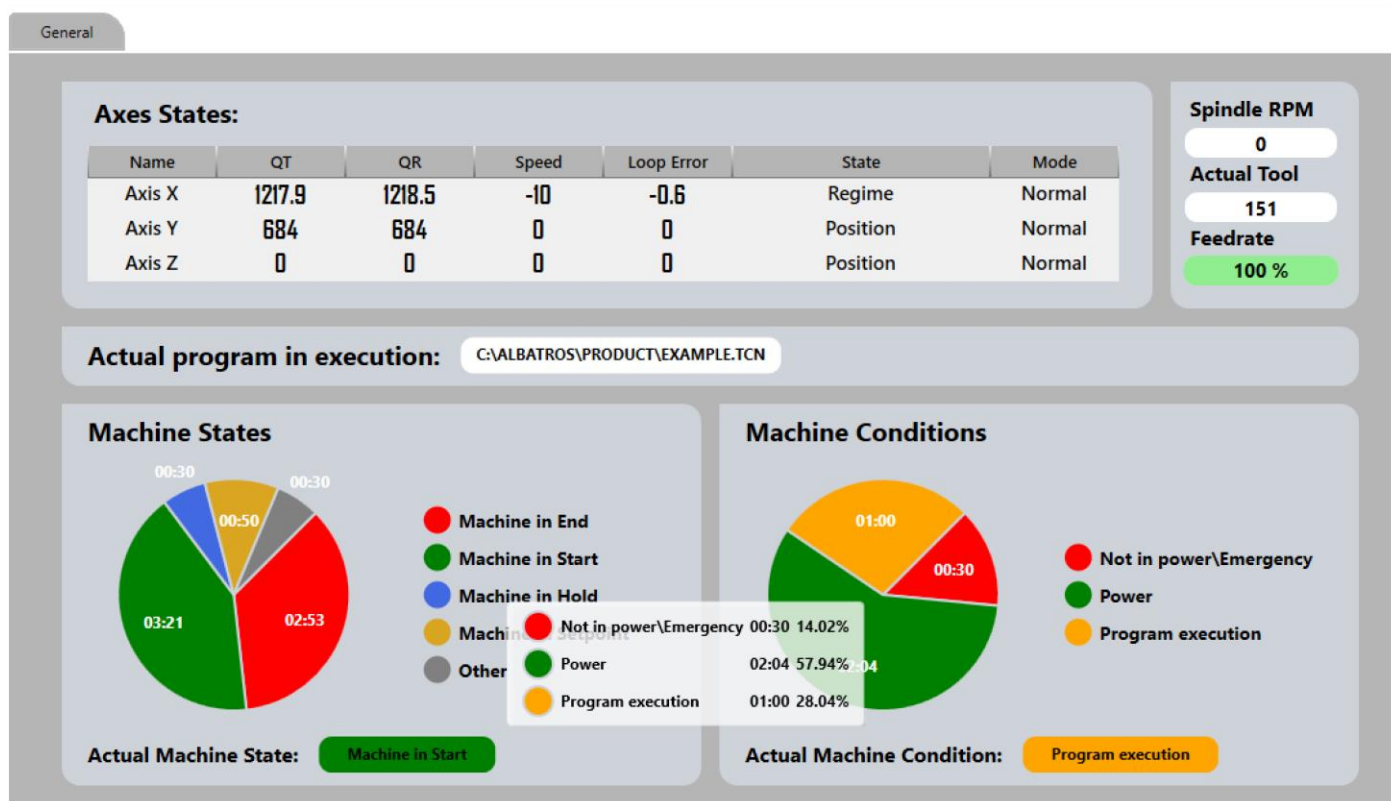 General
Axes States:
Name QT QR Speed Loop Error State Mode
Axis X 1217.9 1218.5 -10 -0.6 Regime Normal
Axis Y 684 684 0 0 Position Normal
Axis Z 0 0 0 0 Position Normal
Spindle RPM
0
Actual Tool
151
Feedrate
100 %
Actual program in execution: C:\ALBATROS\PRODUCT\EXAMPLE.TCN
Machine States
00:30
00:30
00:50
03:21
02:53
Machine in End
Machine in Start
Machine in Hold
Machin Setpoint
Other
Actual Machine State: Machine in Start
Not in power\Emergency 00:30 14.02%
Power 02:04 57.94%
Program execution 01:00 28.04%
Machine Conditions
01:00
00:30
2:04
Not in power\Emergency
Power
Program execution
Actual Machine Condition: Program execution